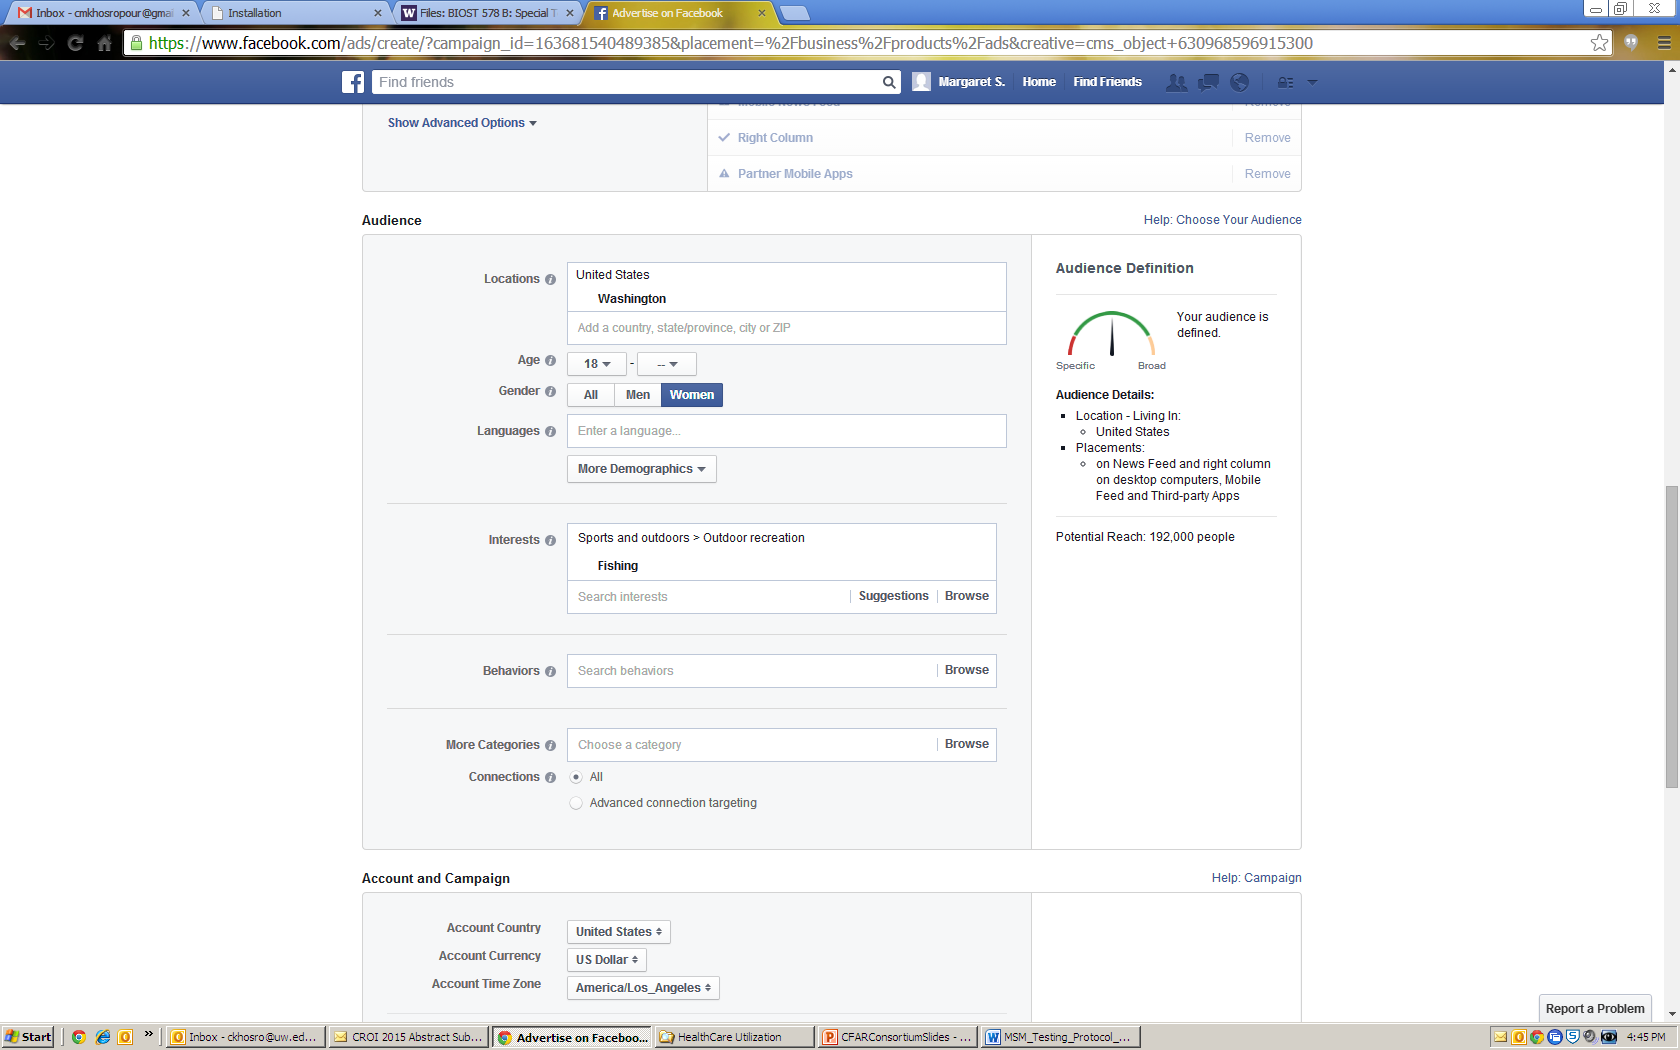 Inbox - cmkhosropour@gmai
Installation
Files: BIOST 578 B: Special T
Advertise on Facebook
https://www.facebook.com/ads/create/?campaign_id=163681540489385&placement=%2Fbusiness%2Fproducts%2Fads&creative=cms_object+630968596915300
Find friends
Margaret S.
Home
Find Friends
Mobile News Feed
Remove
Show Advanced Options
Right Column
Remove
Partner Mobile Apps
Remove
Audience
Help: Choose Your Audience
Locations
United States
Washington
Add a country, state/province, city or ZIP
Age
18 - --
Gender
All Men Women
Languages
Enter a language...
More Demographics
Interests
Sports and outdoors > Outdoor recreation
Fishing
Search interests
Suggestions
Browse
Behaviors
Search behaviors
Browse
More Categories
Choose a category
Browse
Connections
All
Advanced connection targeting
Audience Definition
Your audience is
defined.
Specific
Broad
Audience Details:
Location - Living In:
United States
Placements:
on News Feed and right column
on desktop computers, Mobile
Feed and Third-party Apps
Potential Reach: 192,000 people
Account and Campaign
Help: Campaign
Account Country
United States
Account Currency
US Dollar
Account Time Zone
America/Los_Angeles
Report a Problem
Start
Inbox - ckhosro@uw.ed...
CROI 2015 Abstract Sub...
Advertise on Faceboo...
HealthCare Utilization
CFARConsortiumSlides - ...
MSM_Testing_Protocol_...
4:45 PM